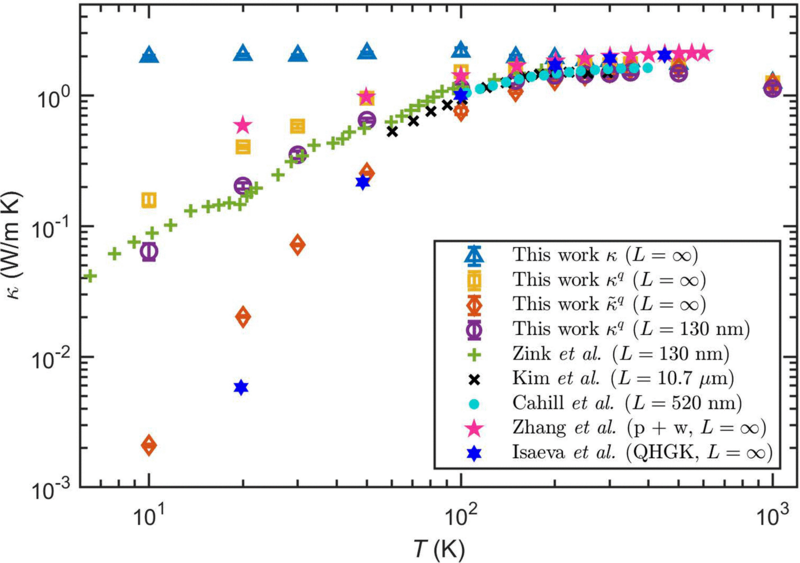 10¹
10⁰
10⁻¹
10⁻²
10⁻³
κ (W/m K)
This work κ (L = ∞)
This work κ^q (L = ∞)
This work κ̃^q (L = ∞)
This work κ^q (L = 130 nm)
Zink et al. (L = 130 nm)
Kim et al. (L = 10.7 μm)
Cahill et al. (L = 520 nm)
Zhang et al. (p + w, L = ∞)
Isaeva et al. (QHGK, L = ∞)
10¹ 10² 10³
T (K)